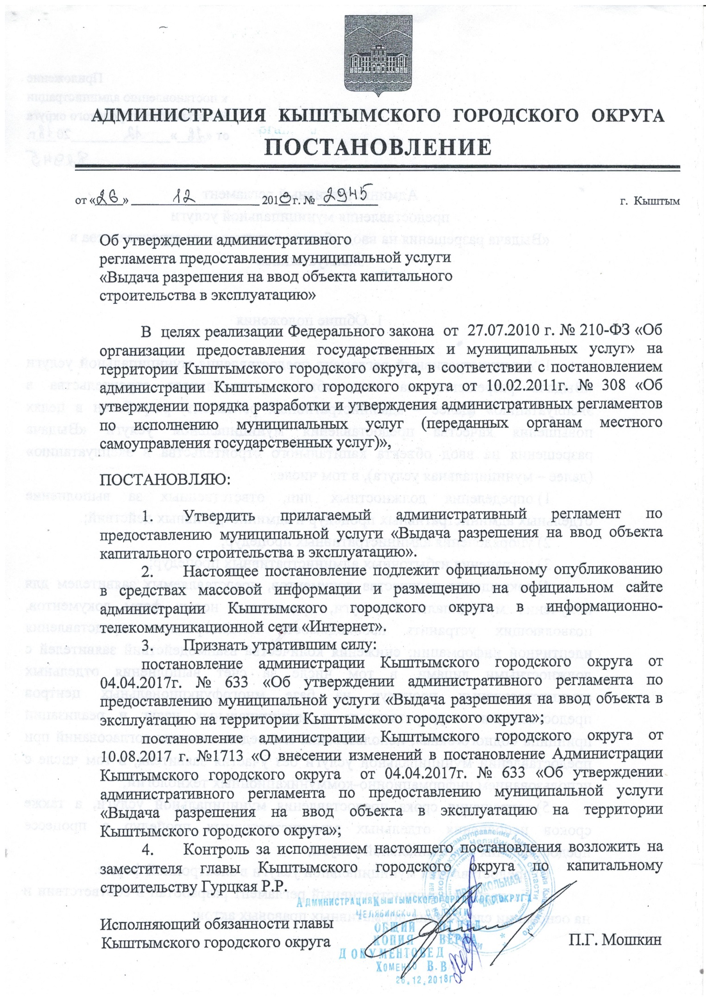 АДМИНИСТРАЦИЯ КЫШТЫМСКОГО ГОРОДСКОГО ОКРУГА
ПОСТАНОВЛЕНИЕ
от «26» 12 2018 г. № 2945 г. Кыштым
Об утверждении административного
регламента предоставления муниципальной услуги
«Выдача разрешения на ввод объекта капитального
строительства в эксплуатацию»
В целях реализации Федерального закона от 27.07.2010 г. № 210-ФЗ «Об
организации предоставления государственных и муниципальных услуг» на
территории Кыштымского городского округа, в соответствии с постановлением
администрации Кыштымского городского округа от 10.02.2011г. № 308 «Об
утверждении порядка разработки и утверждения административных регламентов
по исполнению муниципальных услуг (переданных органам местного
самоуправления государственных услуг)»,
ПОСТАНОВЛЯЮ:
1. Утвердить прилагаемый административный регламент по
предоставлению муниципальной услуги «Выдача разрешения на ввод объекта
капитального строительства в эксплуатацию».
2. Настоящее постановление подлежит официальному опубликованию
в средствах массовой информации и размещению на официальном сайте
администрации Кыштымского городского округа в информационно-
телекоммуникационной сети «Интернет».
3. Признать утратившим силу:
постановление администрации Кыштымского городского округа от
04.04.2017г. № 633 «Об утверждении административного регламента по
предоставлению муниципальной услуги «Выдача разрешения на ввод объекта в
эксплуатацию на территории Кыштымского городского округа»;
постановление администрации Кыштымского городского округа от
10.08.2017 г. №1713 «О внесении изменений в постановление Администрации
Кыштымского городского округа от 04.04.2017г. № 633 «Об утверждении
административного регламента по предоставлению муниципальной услуги
«Выдача разрешения на ввод объекта в эксплуатацию на территории
Кыштымского городского округа»;
4. Контроль за исполнением настоящего постановления возложить на
заместителя главы Кыштымского городского округа по капитальному
строительству Гурцкая Р.Р.
АДМИНИСТРАЦИЯ КЫШТЫМСКОГО ГОРОДСКОГО ОКРУГА
ЧЕЛЯБИНСКОЙ ОБЛАСТИ
ОБЩИЙ ОТДЕЛ
КОПИЯ ВЕРНА
ДОКУМЕНТОВЕД
ХОМЕНКО В.В
26.12.2018Г
ПРОТОКОЛЬНАЯ
ЧАСТЬ
Исполняющий обязанности главы
Кыштымского городского округа П.Г. Мошкин